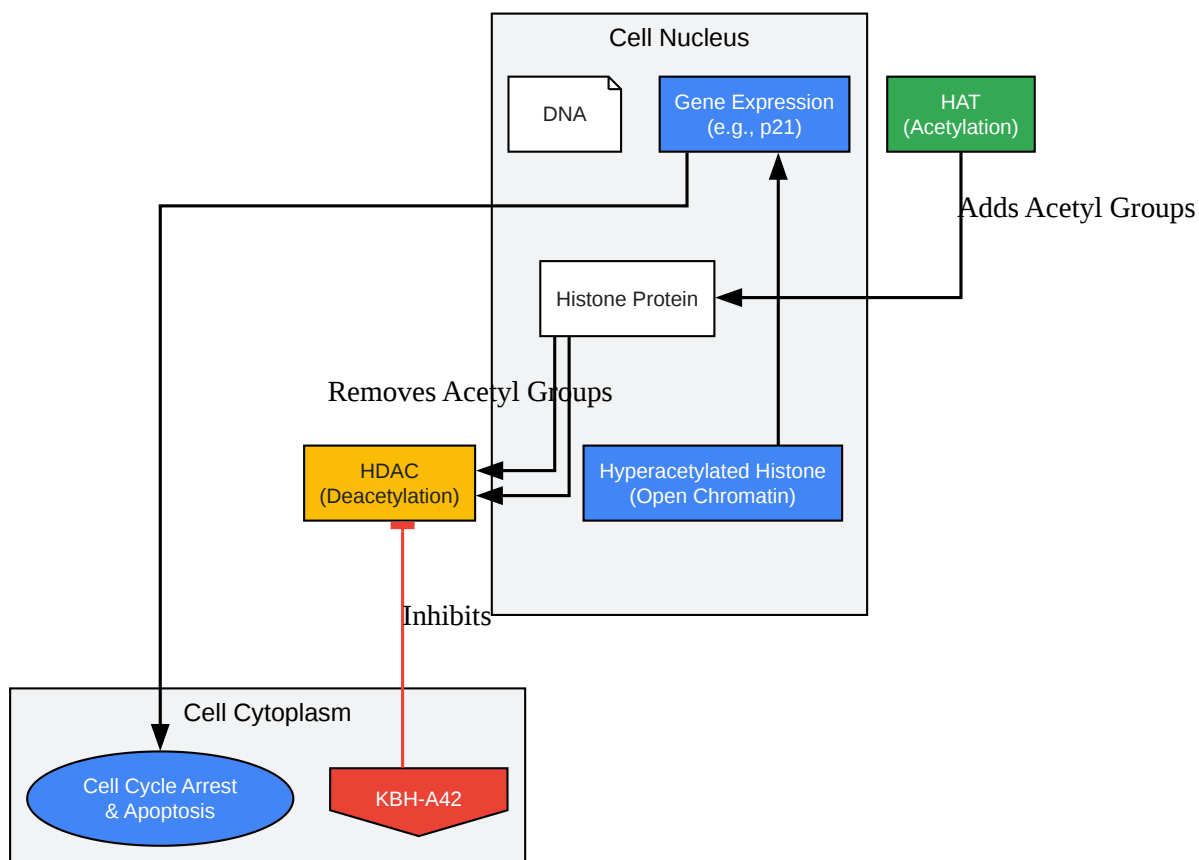 Cell Nucleus
DNA
Gene Expression
(e.g., p21)
HAT
(Acetylation)
Adds Acetyl Groups
Histone Protein
Removes Acetyl Groups
HDAC
(Deacetylation)
Hyperacetylated Histone
(Open Chromatin)
Inhibits
Cell Cytoplasm
Cell Cycle Arrest
& Apoptosis
KBH-A42